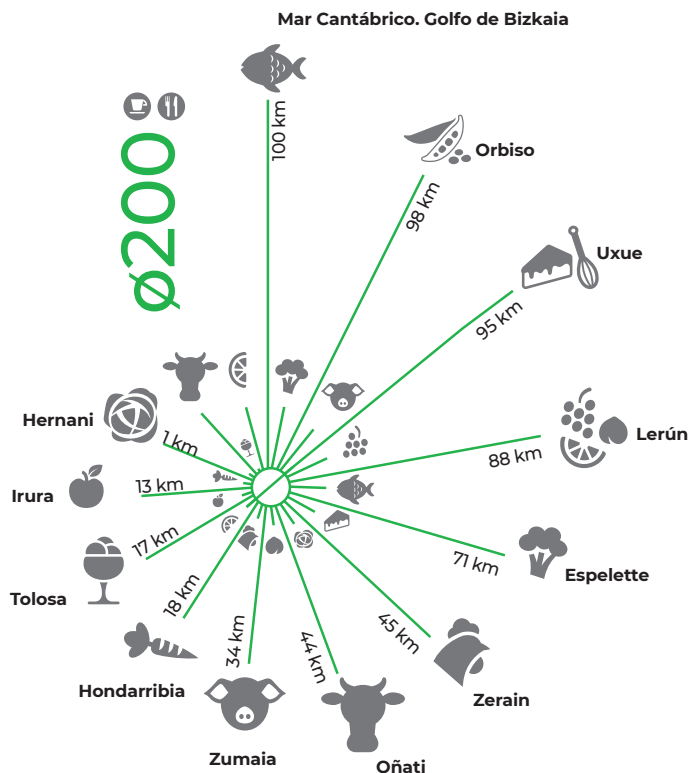 Mar Cantábrico. Golfo de Bizkaia
100 km
ø200
Orbiso
98 km
Uxue
95 km
Lerún
88 km
Espelette
71 km
Zerain
45 km
Oñati
44 km
Zumaia
34 km
Hondarribia
18 km
Tolosa
17 km
Irura
13 km
Hernani
1 km